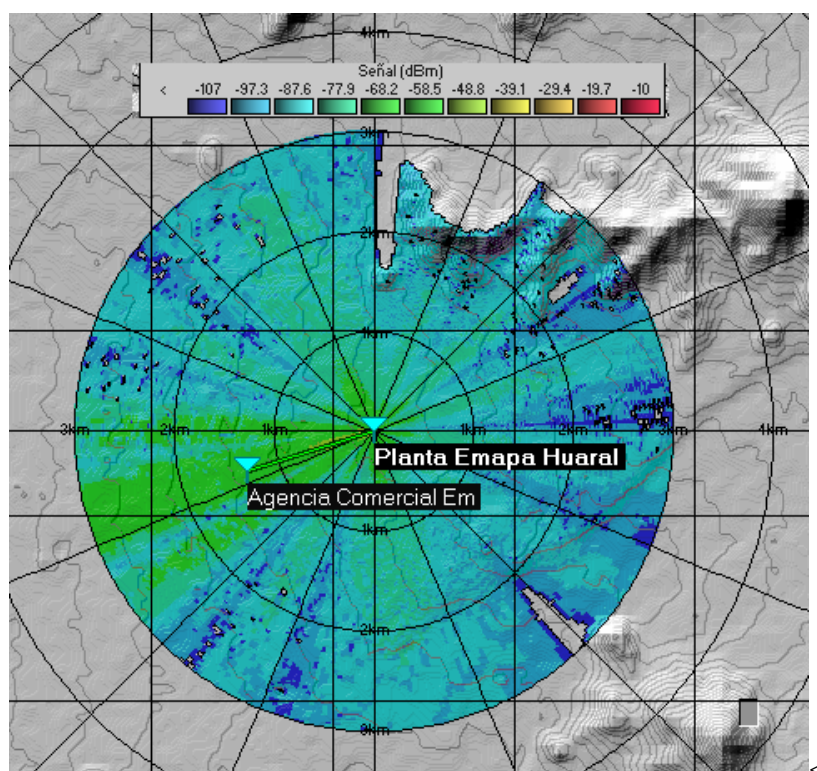 4km
Señal (dBm)
< -107 -97.3 -87.6 -77.9 -68.2 -58.5 -48.8 -39.1 -29.4 -19.7 -10
3km
2km
1km
3km 2km 1km 1km 2km 3km 4km
Planta Emapa Huaral
Agencia Comercial Em
1km
2km
3km
<